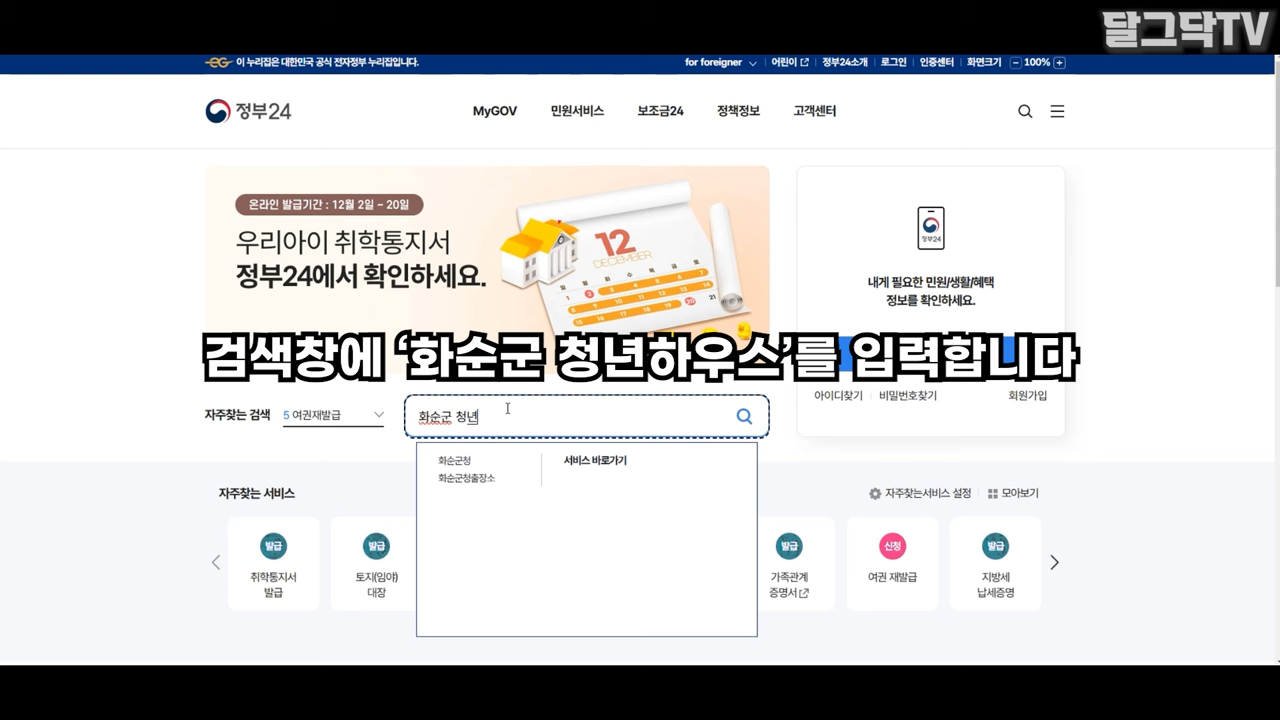 달그닥TV
이 누리집은 대한민국 공식 전자정부 누리집입니다.
for foreigner 어린이 정부24소개 로그인 인증센터 화면크기 100%
정부24 MyGOV 민원서비스 보조금24 정책정보 고객센터
온라인 발급기간 : 12월 2일 ~ 20일
우리아이 취학통지서
정부24에서 확인하세요.
12
DECEMBER
정부24
내게 필요한 민원/생활/혜택
정보를 확인하세요.
검색창에 ‘화순군 청년하우스’를 입력합니다
아이디찾기 비밀번호찾기 회원가입
자주찾는 검색 5 여권재발급 화순군 청년
화순군청
화순군청출장소
서비스 바로가기
자주찾는 서비스 자주찾는서비스 설정 모아보기
발급 발급 발급 신청 발급
취학통지서
발급
토지(임야)
대장
가족관계
증명서
여권 재발급
지방세
납세증명